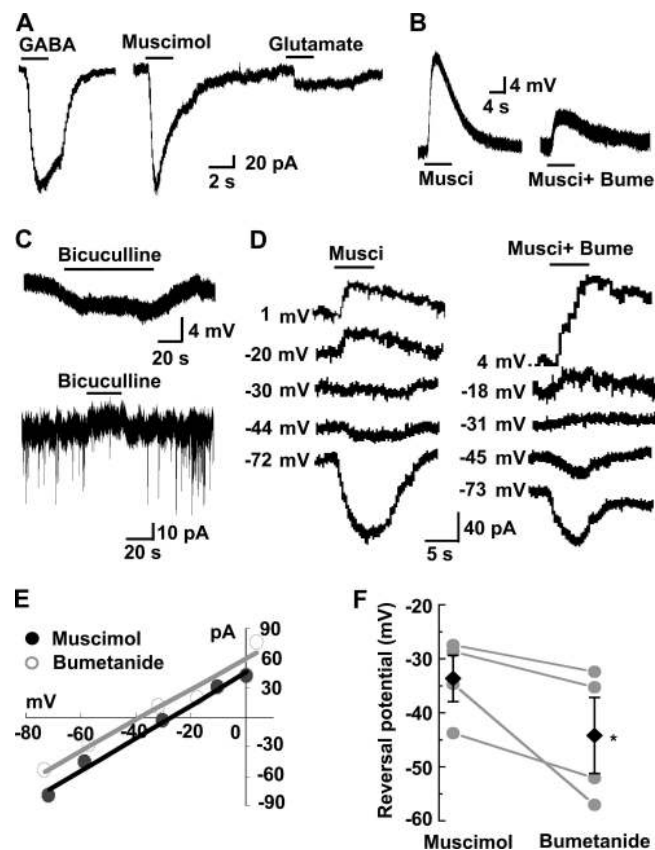 A
GABA
Muscimol
Glutamate
2 s
20 pA
B
4 mV
4 s
Musci
Musci+ Bume
C
Bicuculline
4 mV
20 s
Bicuculline
10 pA
20 s
D
Musci
1 mV
-20 mV
-30 mV
-44 mV
-72 mV
Musci+ Bume
4 mV
-18 mV
-31 mV
-45 mV
-73 mV
40 pA
5 s
E
Muscimol
Bumetanide
pA
90
60
30
mV
-80 -60 -40 -20 0
-30
-60
-90
F
Reversal potential (mV)
-20
-30
-40
-50
-60
*
Muscimol Bumetanide